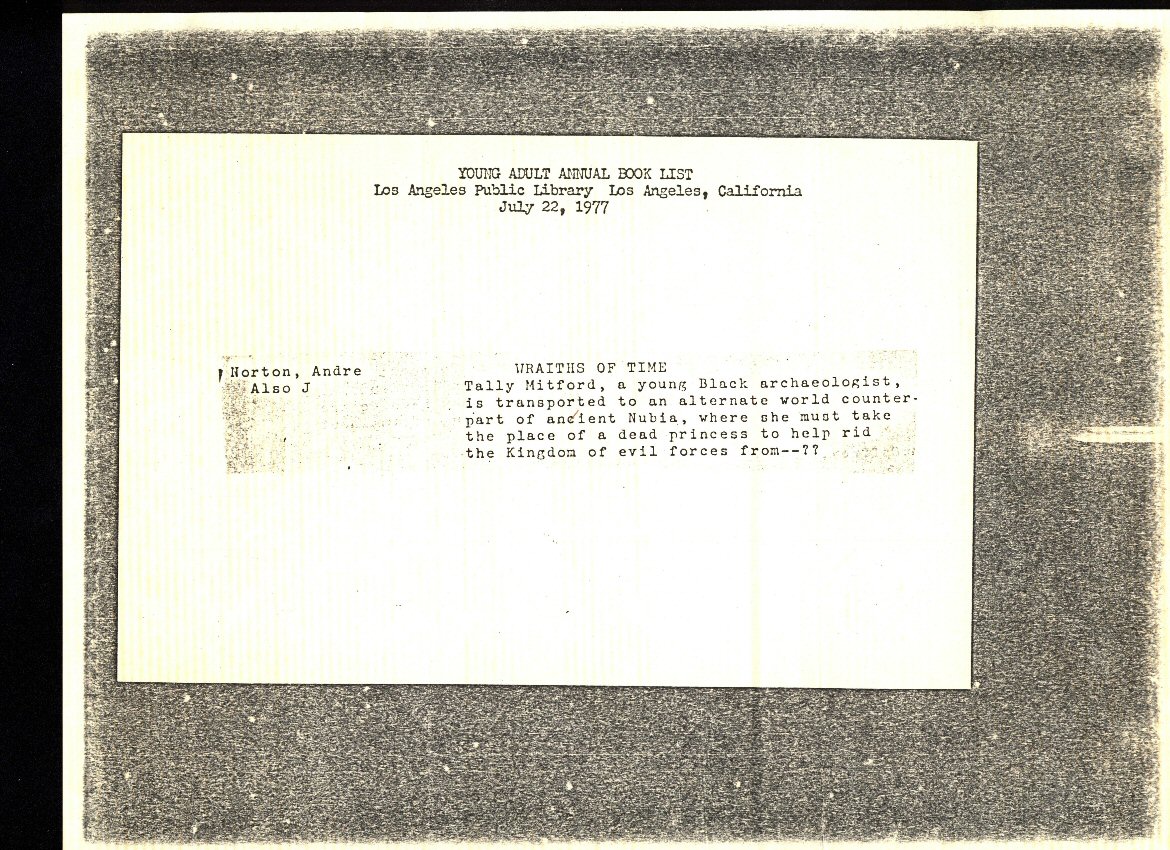 YOUNG ADULT ANNUAL BOOK LIST
Los Angeles Public Library Los Angeles, California
July 22, 1977
Norton, Andre
Also J
WRAITHS OF TIME
Tally Mitford, a young Black archaeologist,
is transported to an alternate world counter-
part of ancient Nubia, where she must take
the place of a dead princess to help rid
the Kingdom of evil forces from--??